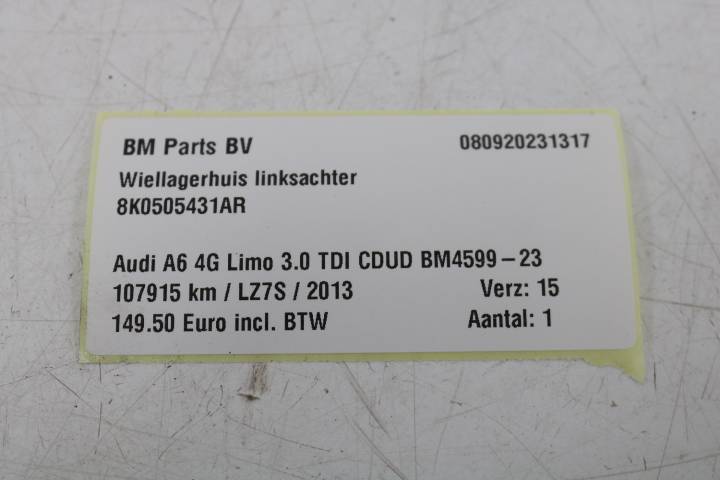 BM Parts BV 080920231317
Wiellagerhuis linksachter
8K0505431AR
Audi A6 4G Limo 3.0 TDI CDUD BM4599-23
107915 km / LZ7S / 2013 Verz: 15
149.50 Euro incl. BTW Aantal: 1